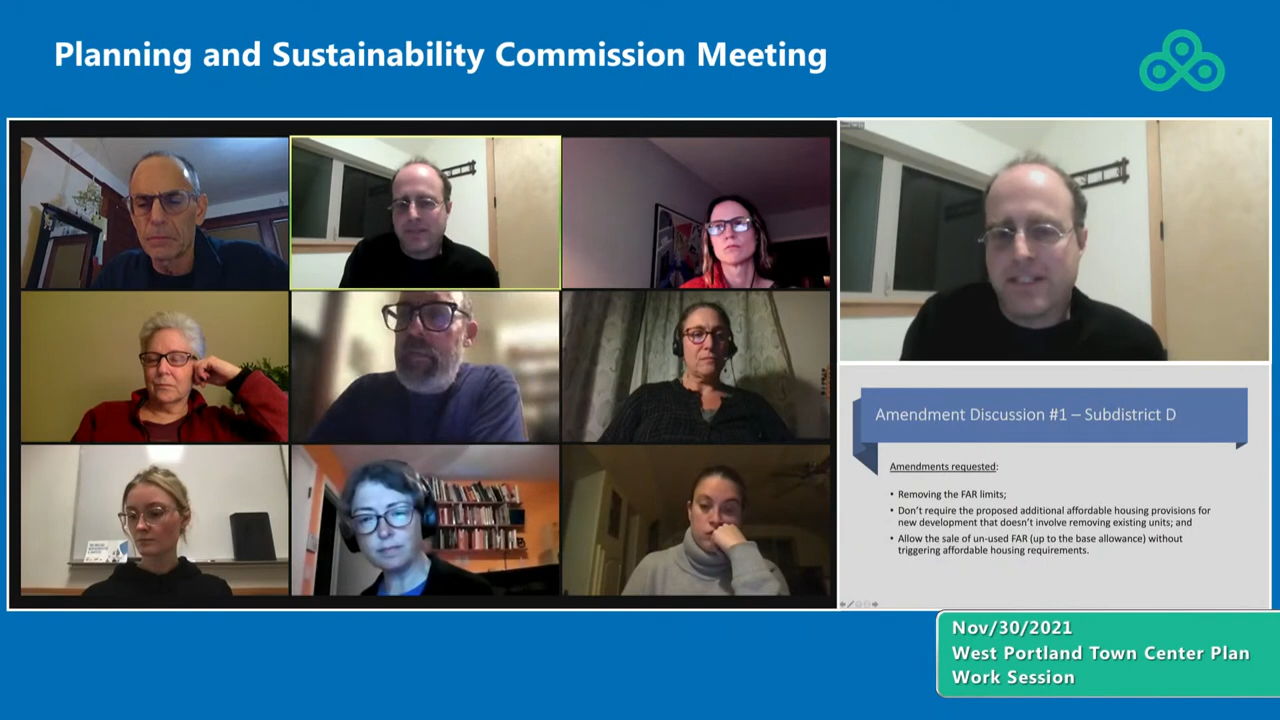 Planning and Sustainability Commission Meeting
Amendment Discussion #1 – Subdistrict D
Amendments requested:
• Removing the FAR limits;
• Don't require the proposed additional affordable housing provisions for
new development that doesn't involve removing existing units; and
• Allow the sale of un-used FAR (up to the base allowance) without
triggering affordable housing requirements.
Nov/30/2021
West Portland Town Center Plan
Work Session